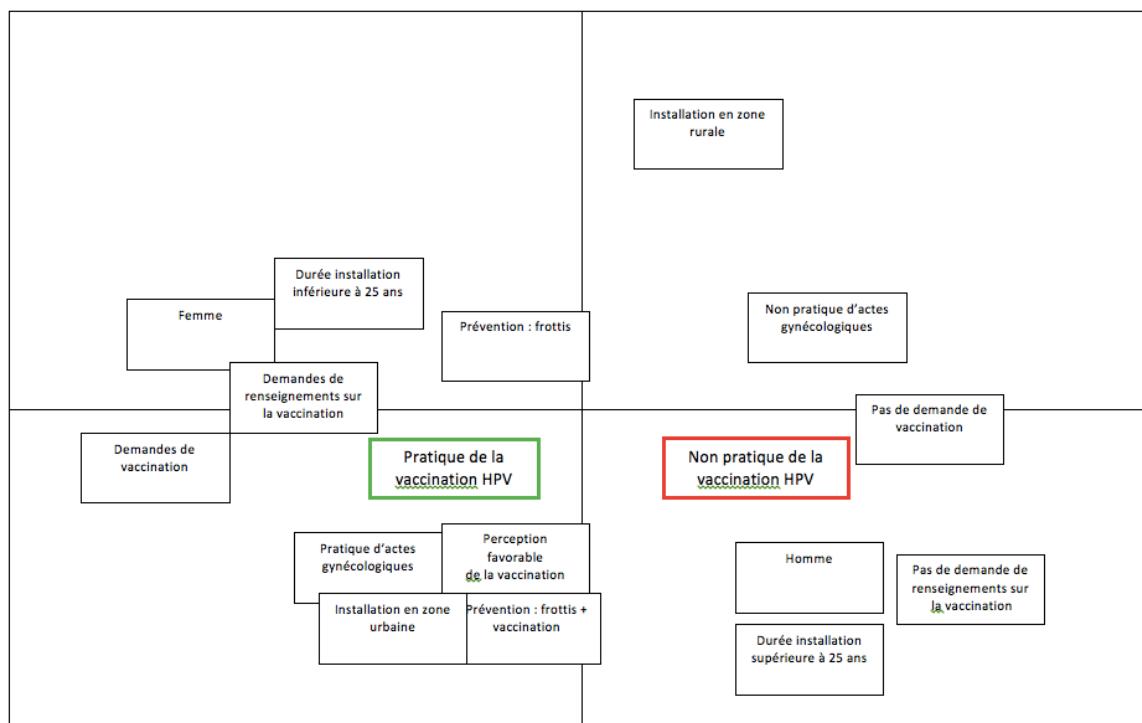 Installation en zone
rurale
Durée installation
inférieure à 25 ans
Femme
Prévention : frottis
Non pratique d'actes
gynécologiques
Demandes de
renseignements sur
la vaccination
Pas de demande de
vaccination
Demandes de
vaccination
Pratique de la
vaccination HPV
Non pratique de la
vaccination HPV
Pratique d'actes
gynécologiques
Perception
favorable
de la vaccination
Homme
Pas de demande de
renseignements sur
la vaccination
Installation en zone
urbaine
Prévention : frottis +
vaccination
Durée installation
supérieure à 25 ans